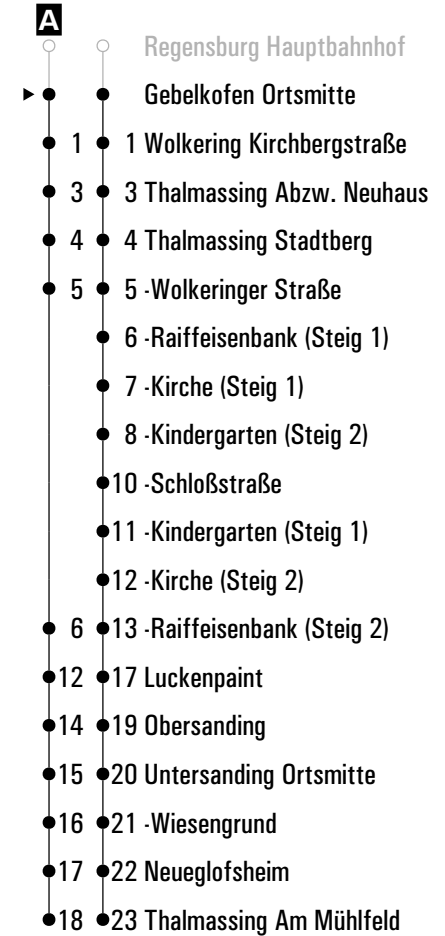 A
Regensburg Hauptbahnhof
Gebelkofen Ortsmitte
1 1 Wolkering Kirchbergstraße
3 3 Thalmassing Abzw. Neuhaus
4 4 Thalmassing Stadtberg
5 5 -Wolkeringer Straße
6 -Raiffeisenbank (Steig 1)
7 -Kirche (Steig 1)
8 -Kindergarten (Steig 2)
10 -Schloßstraße
11 -Kindergarten (Steig 1)
12 -Kirche (Steig 2)
6 13 -Raiffeisenbank (Steig 2)
12 17 Luckenpaint
14 19 Obersanding
15 20 Untersanding Ortsmitte
16 21 -Wiesengrund
17 22 Neueglofsheim
18 23 Thalmassing Am Mühlfeld